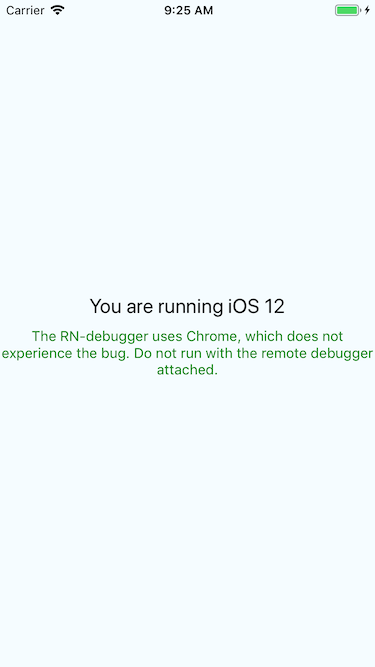 Carrier 9:25 AM
You are running iOS 12
The RN-debugger uses Chrome, which does not
experience the bug. Do not run with the remote debugger
attached.